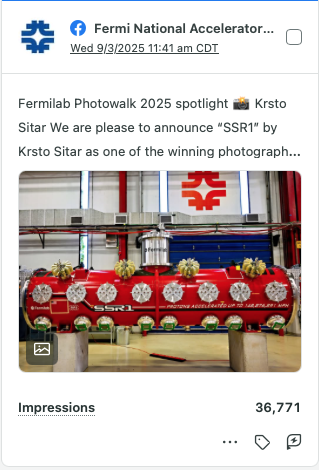 Fermi National Accelerator...
Wed 9/3/2025 11:41 am CDT
Fermilab Photowalk 2025 spotlight 📸 Krsto
Sitar We are please to announce “SSR1” by
Krsto Sitar as one of the winning photograph...
Fermilab
SSR1
PROTONS ACCELERATED UP TO
MPH
Impressions
36,771